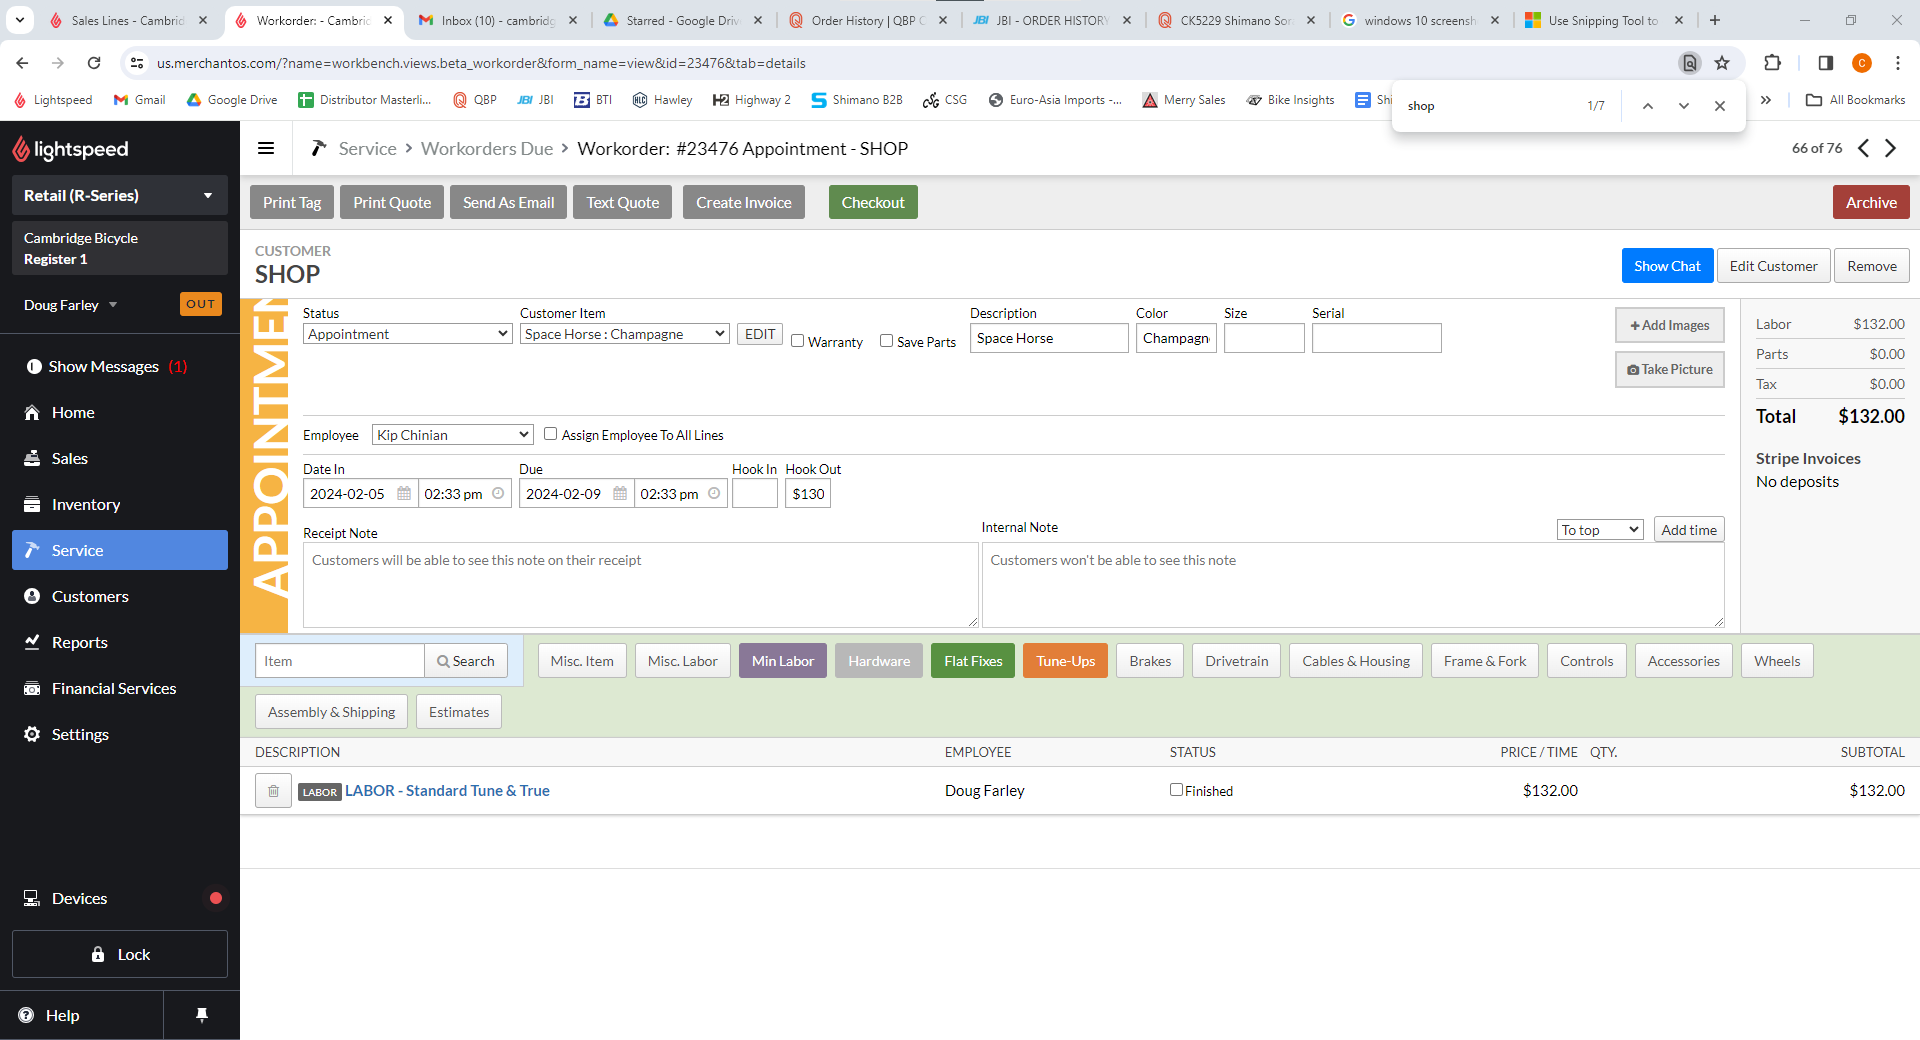 Sales Lines - Cambrid
Workorder: - Cambric
Inbox (10) - cambridg
Starred - Google Driv
Order History | QBP C
JBI JBI - ORDER HISTORY
CK5229 Shimano Sor
windows 10 screensh
Use Snipping Tool to
us.merchantos.com/?name=workbench.views.beta_workorder&form_name=view&id=23476&tab=details
Lightspeed
Gmail
Google Drive
Distributor Masterli...
QBP
JBI JBI
BTI
Hawley
H2 Highway 2
Shimano B2B
CSG
Euro-Asia Imports -...
Merry Sales
Bike Insights
Shi
All Bookmarks
shop 1/7
lightspeed
Service > Workorders Due > Workorder: #23476 Appointment - SHOP
66 of 76
Retail (R-Series)
Print Tag
Print Quote
Send As Email
Text Quote
Create Invoice
Checkout
Archive
Cambridge Bicycle
Register 1
CUSTOMER
SHOP
Show Chat
Edit Customer
Remove
Doug Farley
OUT
APPOINTMEN
Status
Customer Item
Description
Color
Size
Serial
Appointment
Space Horse : Champagne
EDIT
Warranty
Save Parts
Space Horse
Champagn
+Add Images
Take Picture
Labor $132.00
Parts $0.00
Tax $0.00
Total $132.00
Stripe Invoices
No deposits
Employee Kip Chinian Assign Employee To All Lines
Date In
Due
Hook In
Hook Out
2024-02-05 02:33 pm
2024-02-09 02:33 pm
$130
Receipt Note
Internal Note
To top
Add time
Customers will be able to see this note on their receipt
Customers won't be able to see this note
Show Messages (1)
Home
Sales
Inventory
Service
Customers
Reports
Financial Services
Settings
Item
Search
Misc. Item
Misc. Labor
Min Labor
Hardware
Flat Fixes
Tune-Ups
Brakes
Drivetrain
Cables & Housing
Frame & Fork
Controls
Accessories
Wheels
Assembly & Shipping
Estimates
DESCRIPTION EMPLOYEE STATUS PRICE / TIME QTY. SUBTOTAL
LABOR LABOR - Standard Tune & True Doug Farley Finished $132.00 $132.00
Devices
Lock
Help
C